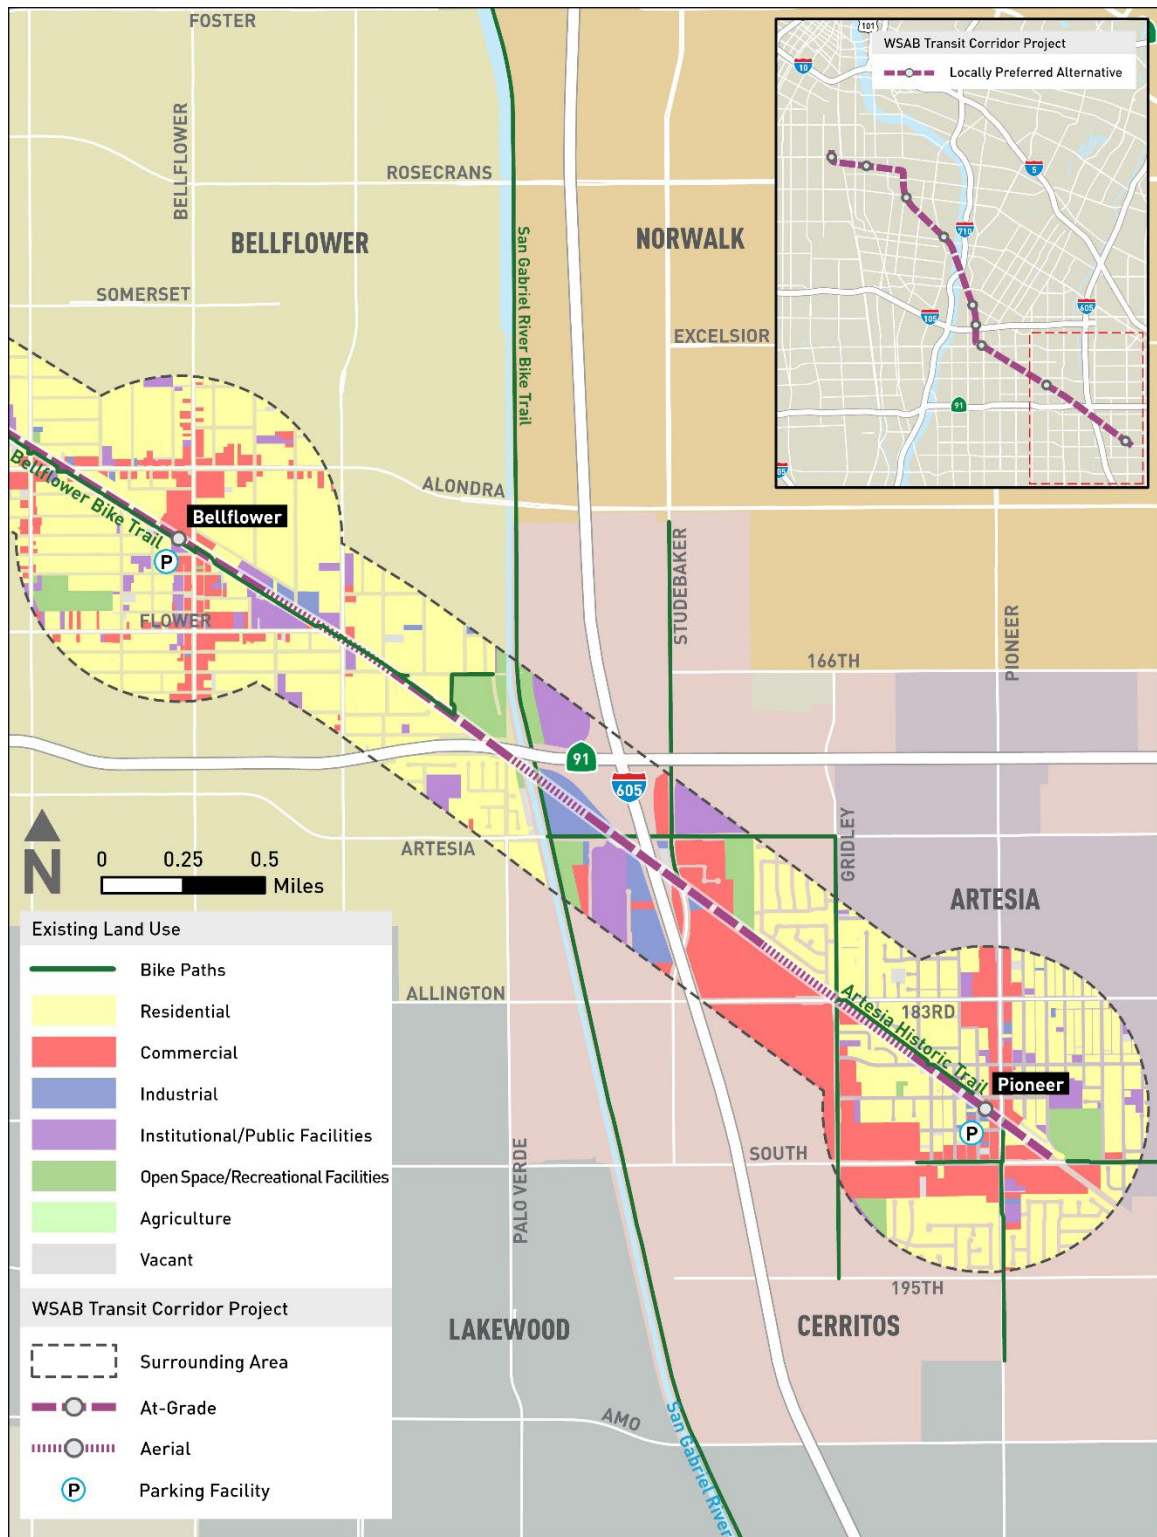 FOSTER
BELLFLOWER
ROSECRANS
BELLFLOWER
NORWALK
San Gabriel River Bike Trail
SOMERSET
EXCELSIOR
WSAB Transit Corridor Project
Locally Preferred Alternative
101
10
5
710
105
605
91
05
ALONDRA
Bellflower Bike Trail
Bellflower
P
FLOWER
STUDEBAKER
166TH
PIONEER
91
605
GRIDLEY
ARTESIA
ARTESIA
N
0 0.25 0.5
Miles
ALLINGTON
183RD
Artesia Historic Trail
Pioneer
P
SOUTH
PALO VERDE
195TH
LAKEWOOD
CERRITOS
AMO
San Gabriel River
Existing Land Use
Bike Paths
Residential
Commercial
Industrial
Institutional/Public Facilities
Open Space/Recreational Facilities
Agriculture
Vacant
WSAB Transit Corridor Project
Surrounding Area
At-Grade
Aerial
P Parking Facility